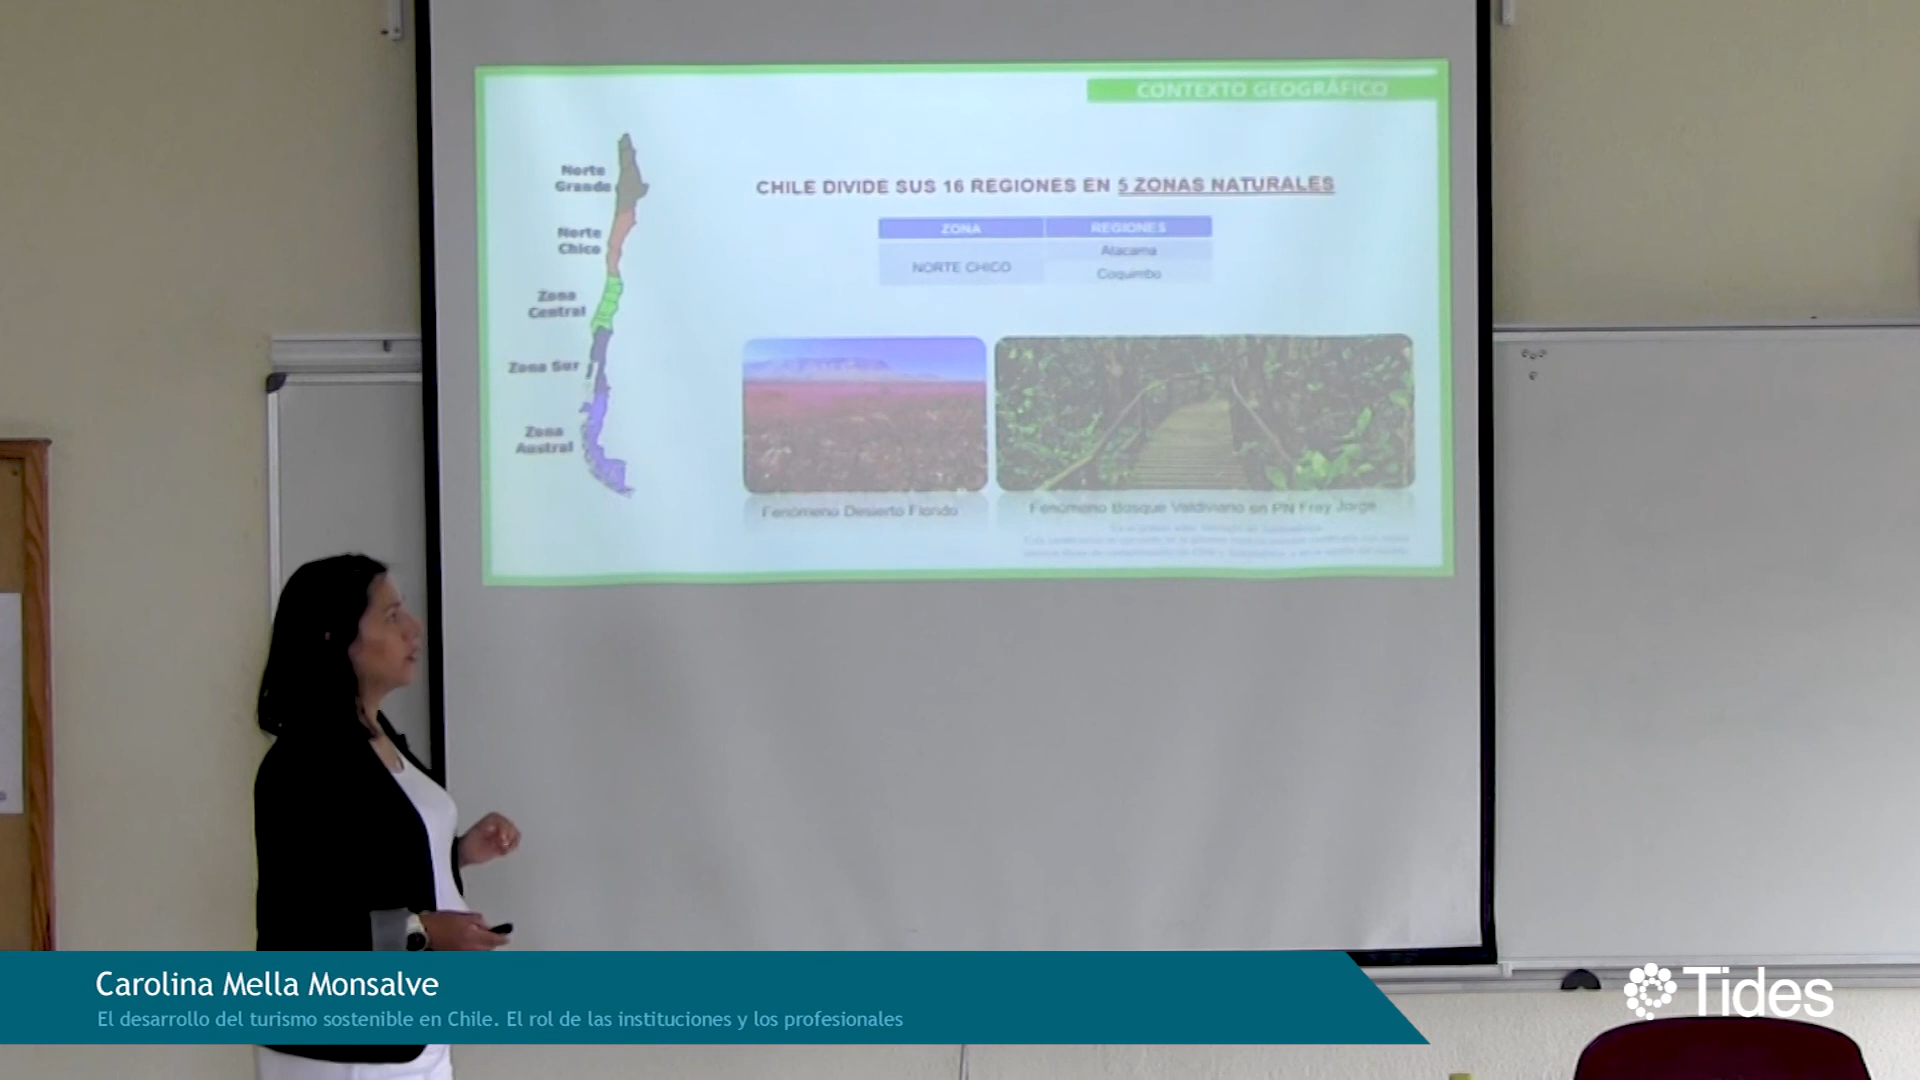 CONTEXTO GEOGRÁFICO
Norte
Grande
Norte
Chico
Zona
Central
Zona Sur
Zona
Austral
CHILE DIVIDE SUS 16 REGIONES EN 5 ZONAS NATURALES
ZONA
REGIONES
NORTE CHICO
Atacama
Coquimbo
Fenómeno Desierto Florido
Fenómeno Bosque Valdiviano en PN Fray Jorge
Carolina Mella Monsalve
El desarrollo del turismo sostenible en Chile. El rol de las instituciones y los profesionales
Tides